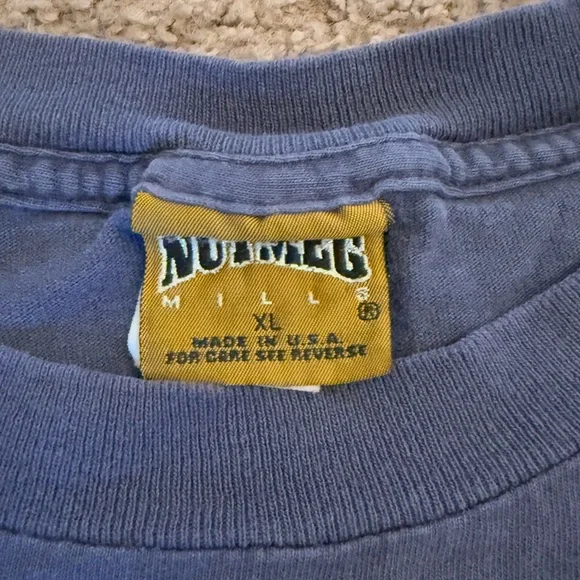 NUTMEG
MILLS
®
XL
MADE IN U.S.A.
FOR CARE SEE REVERSE